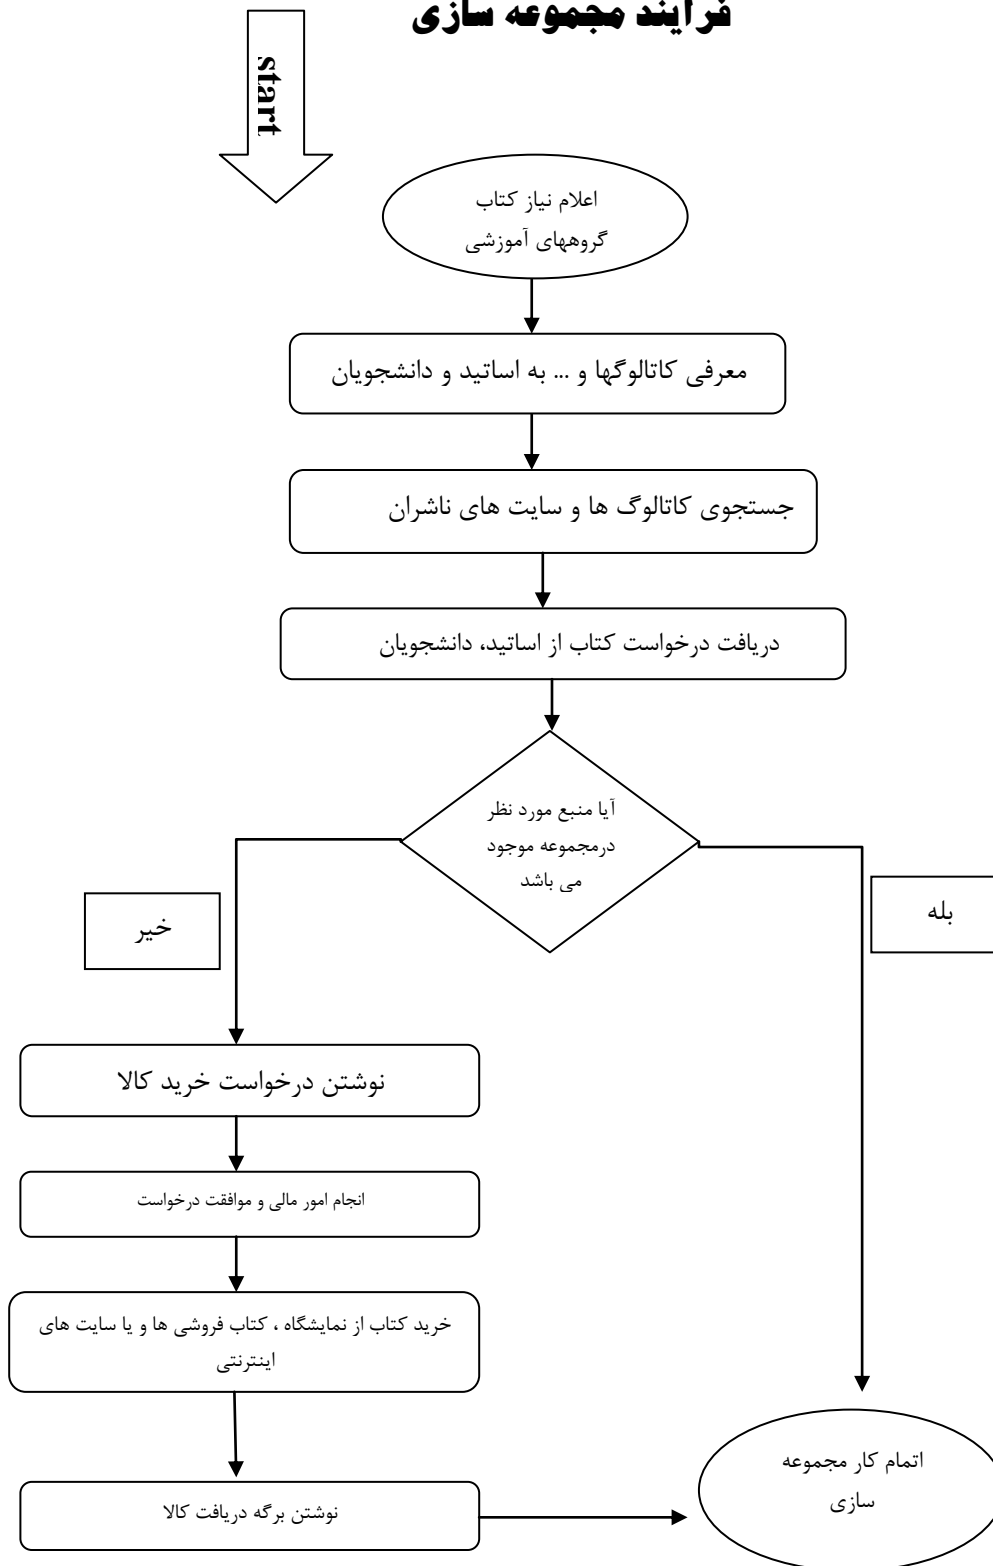 فرآیند مجموعه سازی
start
اعلام نیاز کتاب
گروههای آموزشی
معرفی کاتالوگها و ... به اساتید و دانشجویان
جستجوی کاتالوگ ها و سایت های ناشران
دریافت درخواست کتاب از اساتید، دانشجویان
آیا منبع مورد نظر
درمجموعه موجود
می باشد
بله
خیر
نوشتن درخواست خرید کالا
انجام امور مالی و موافقت درخواست
خرید کتاب از نمایشگاه ، کتاب فروشی ها و یا سایت های
اینترنتی
نوشتن برگه دریافت کالا
اتمام کار مجموعه
سازی